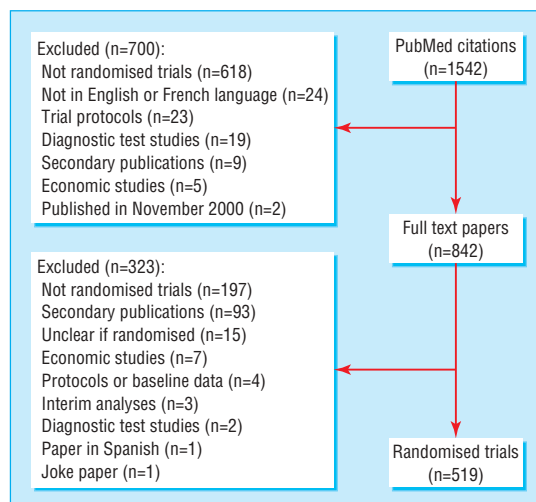 PubMed citations
(n=1542)
Excluded (n=700):
Not randomised trials (n=618)
Not in English or French language (n=24)
Trial protocols (n=23)
Diagnostic test studies (n=19)
Secondary publications (n=9)
Economic studies (n=5)
Published in November 2000 (n=2)
Full text papers
(n=842)
Excluded (n=323):
Not randomised trials (n=197)
Secondary publications (n=93)
Unclear if randomised (n=15)
Economic studies (n=7)
Protocols or baseline data (n=4)
Interim analyses (n=3)
Diagnostic test studies (n=2)
Paper in Spanish (n=1)
Joke paper (n=1)
Randomised trials
(n=519)